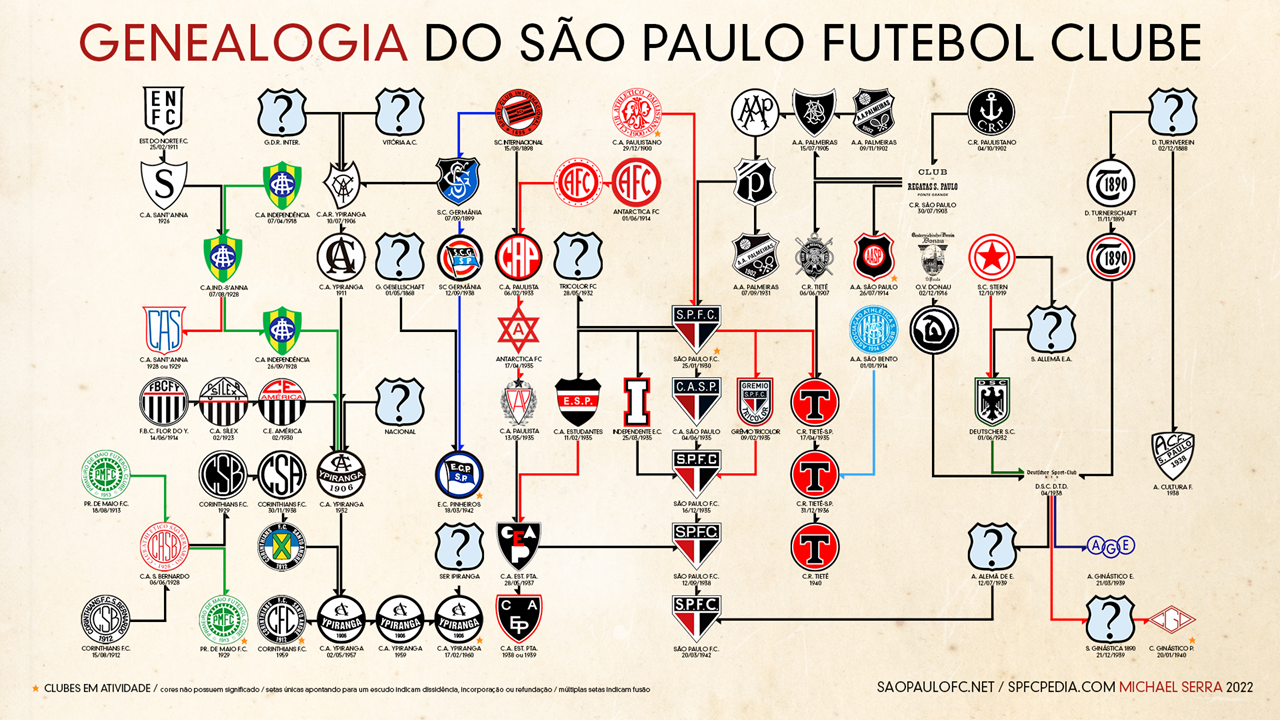 GENEALOGIA DO SÃO PAULO FUTEBOL CLUBE
EST. DO NORTE F.C.
25/02/1911
G.D.R. INTER.
VITÓRIA A.C.
S.C. INTERNACIONAL
15/08/1898
C.A. PAULISTANO
29/12/1900
A.A. PALMEIRAS
15/07/1905
A.A. PALMEIRAS
09/11/1902
C.R. PAULISTANO
04/10/1902
D. TURNVEREIN
02/12/1888
C.A. SANT'ANNA
1926
C.A. INDEPENDÊNCIA
07/04/1918
C.A.R. YPIRANGA
10/07/1906
S.C. GERMÂNIA
07/09/1899
AFC
AFC
ANTARCTICA FC
01/06/1914
CLUB
DE
REGATAS S. PAULO
PONTE GRANDE
C.R. SÃO PAULO
30/07/1903
1890
D. TURNERSCHAFT
11/11/1890
C.A.IND.-S'ANNA
07/08/1928
C.A. YPIRANGA
1911
G. GESELLSCHAFT
01/05/1868
SC GERMÂNIA
12/09/1938
CAP
C.A. PAULISTA
06/02/1933
TRICOLOR FC
28/05/1932
A.A. PALMEIRAS
07/09/1931
C.R. TIETÊ
06/06/1907
AASP
A.A. SÃO PAULO
26/07/1914
O.V. DONAU
02/12/1916
S.C. STERN
12/10/1919
1890
CAS
C.A. SANT'ANNA
1928 ou 1929
C.A. INDEPENDÊNCIA
26/09/1928
ANTARCTICA FC
17/04/1935
S.P.F.C.
SÃO PAULO F.C.
25/01/1930
A.A. SÃO BENTO
01/01/1914
S. ALLEMÃ E.A.
FBCFY
F.B.C. FLOR DO Y.
14/06/1914
SILEX
C.A. SÍLEX
02/1923
CE
AMÉRICA
C.E. AMÉRICA
02/1930
NACIONAL
C.A. PAULISTA
13/05/1935
E.S.P.
C.A. ESTUDANTES
11/02/1935
I
INDEPENDENTE E.C.
25/03/1935
C.A.S.P.
C.A. SÃO PAULO
04/06/1935
GREMIO
S.P.F.C.
TRICOLOR
GRÊMIO TRICOLOR
09/02/1935
T
C.R. TIETÊ-S.P.
17/04/1935
DSC
DEUTSCHER S.C.
01/06/1932
ACF
S. PAULO
1938
A. CULTURA F.
1938
PR. DE MAIO F.C.
18/08/1913
CSB
CORINTHIANS F.C.
1929
CSA
CORINTHIANS F.C.
30/11/1938
YPIRANGA
1906
C.A. YPIRANGA
1952
E.C.P.
S.P.
E.C. PINHEIROS
18/03/1942
S.P.F.C
SÃO PAULO F.C.
16/12/1935
T
C.R. TIETÊ-S.P.
31/12/1936
Deutscher Sport-Club
D.S.C. D.T.D.
04/1938
CASB
C.A. S. BERNARDO
06/06/1928
SER IPIRANGA
C.A. EST. PTA.
28/05/1937
S.P.F.C.
SÃO PAULO F.C.
12/09/1938
T
C.R. TIETÊ
1940
A. ALEMÃ DE E.
12/07/1939
AGE
A. GINÁSTICO E.
21/03/1939
CSB
1912
CORINTHIANS F.C.
15/08/1912
PR. DE MAIO F.C.
1929
CFC
CORINTHIANS F.C.
1959
YPIRANGA
1906
C.A. YPIRANGA
02/05/1957
YPIRANGA
1906
C.A. YPIRANGA
1959
YPIRANGA
1906
C.A. YPIRANGA
17/02/1960
C A
EP
C.A. EST. PTA.
1938 ou 1939
S.P.F.C.
SÃO PAULO F.C.
20/03/1942
S. GINÁSTICA 1890
21/12/1939
C. GINÁSTICO P.
20/01/1940
CLUBES EM ATIVIDADE / cores não possuem significado / setas únicas apontando para um escudo indicam dissidência, incorporação ou refundação / múltiplas setas indicam fusão
SAOPAULOFC.NET / SPFCPEDIA.COM MICHAEL SERRA 2022